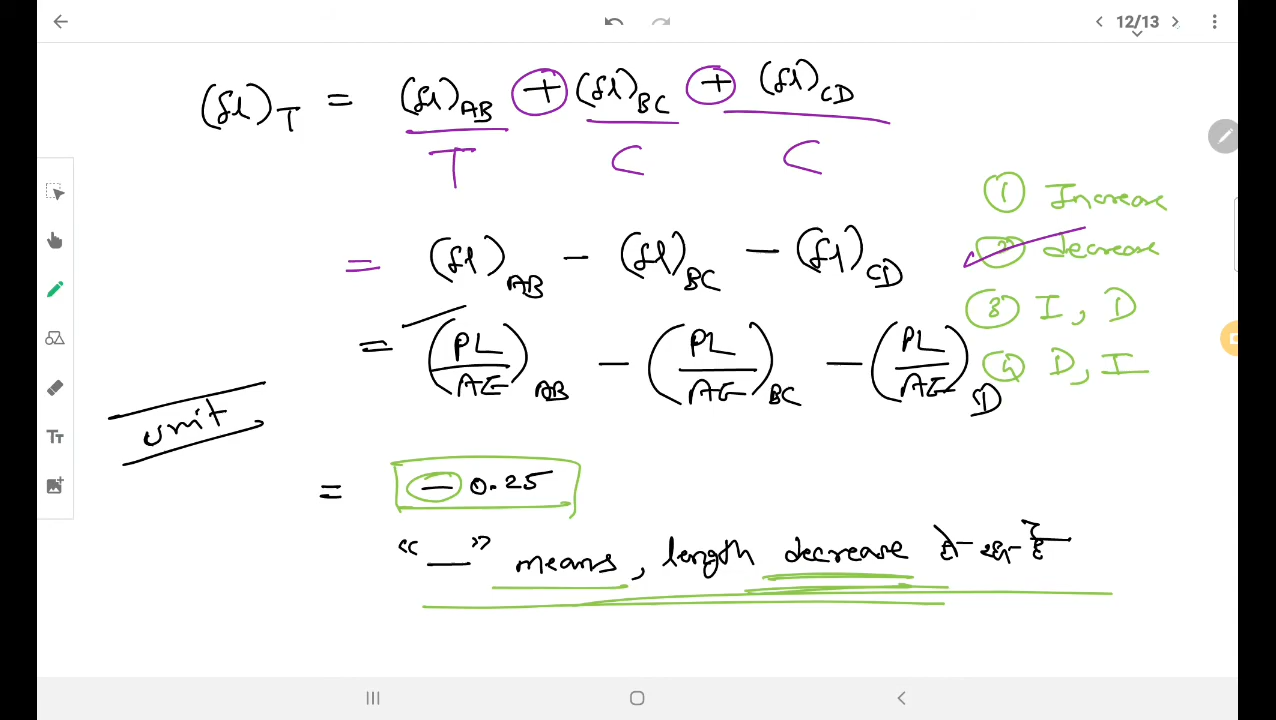 12/13
(δl)T = (δl)AB + (δl)BC + (δl)CD
T C C
= (δl)AB − (δl)BC − (δl)CD
= (PL/AE)AB − (PL/AE)BC − (PL/AE)CD
① Increase
② decrease
③ I, D
④ D, I
unit
= − 0.25
"—" means, length decrease
Tт